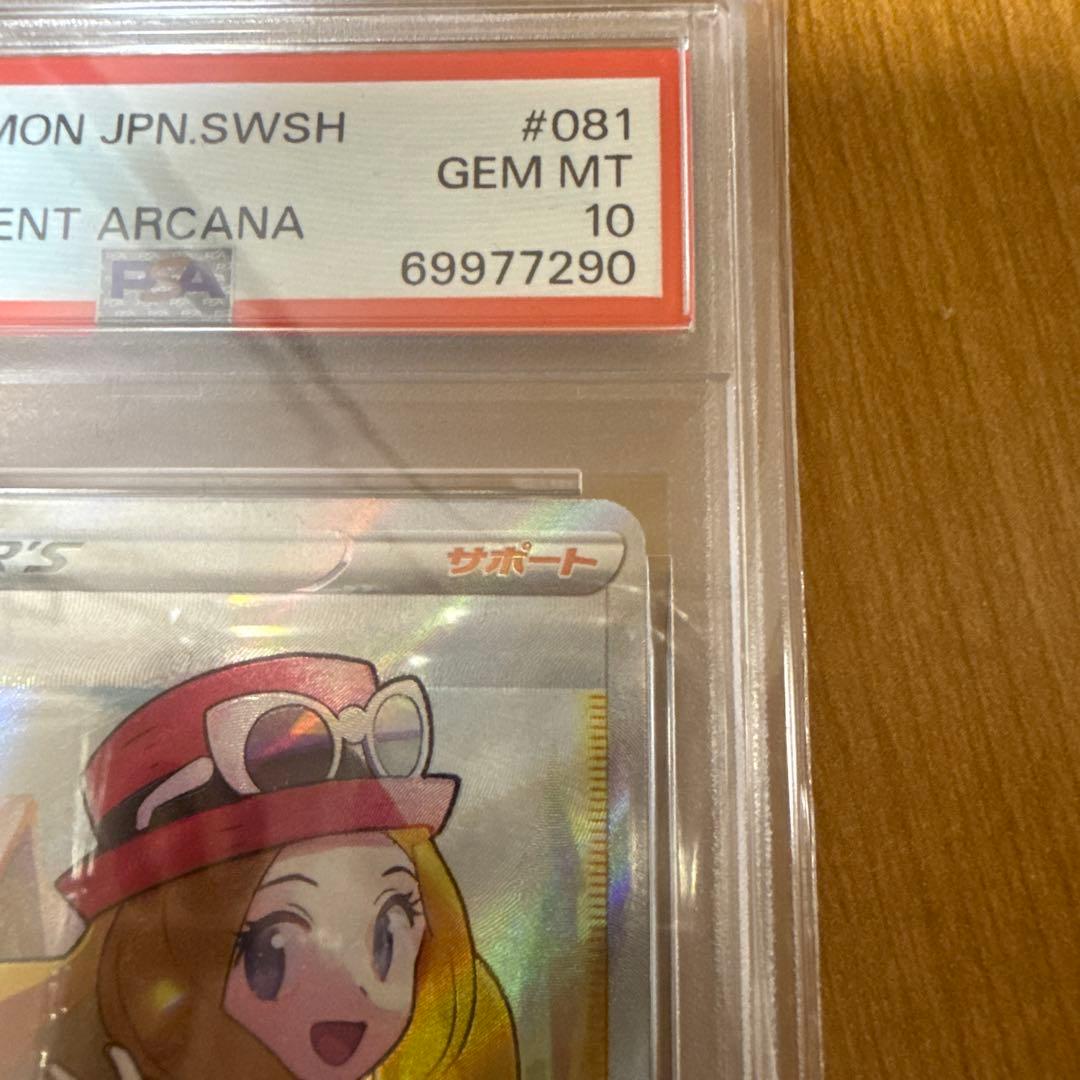 MON JPN.SWSH #081
GEM MT
ENT ARCANA 10
PSA 69977290
R'S サポート